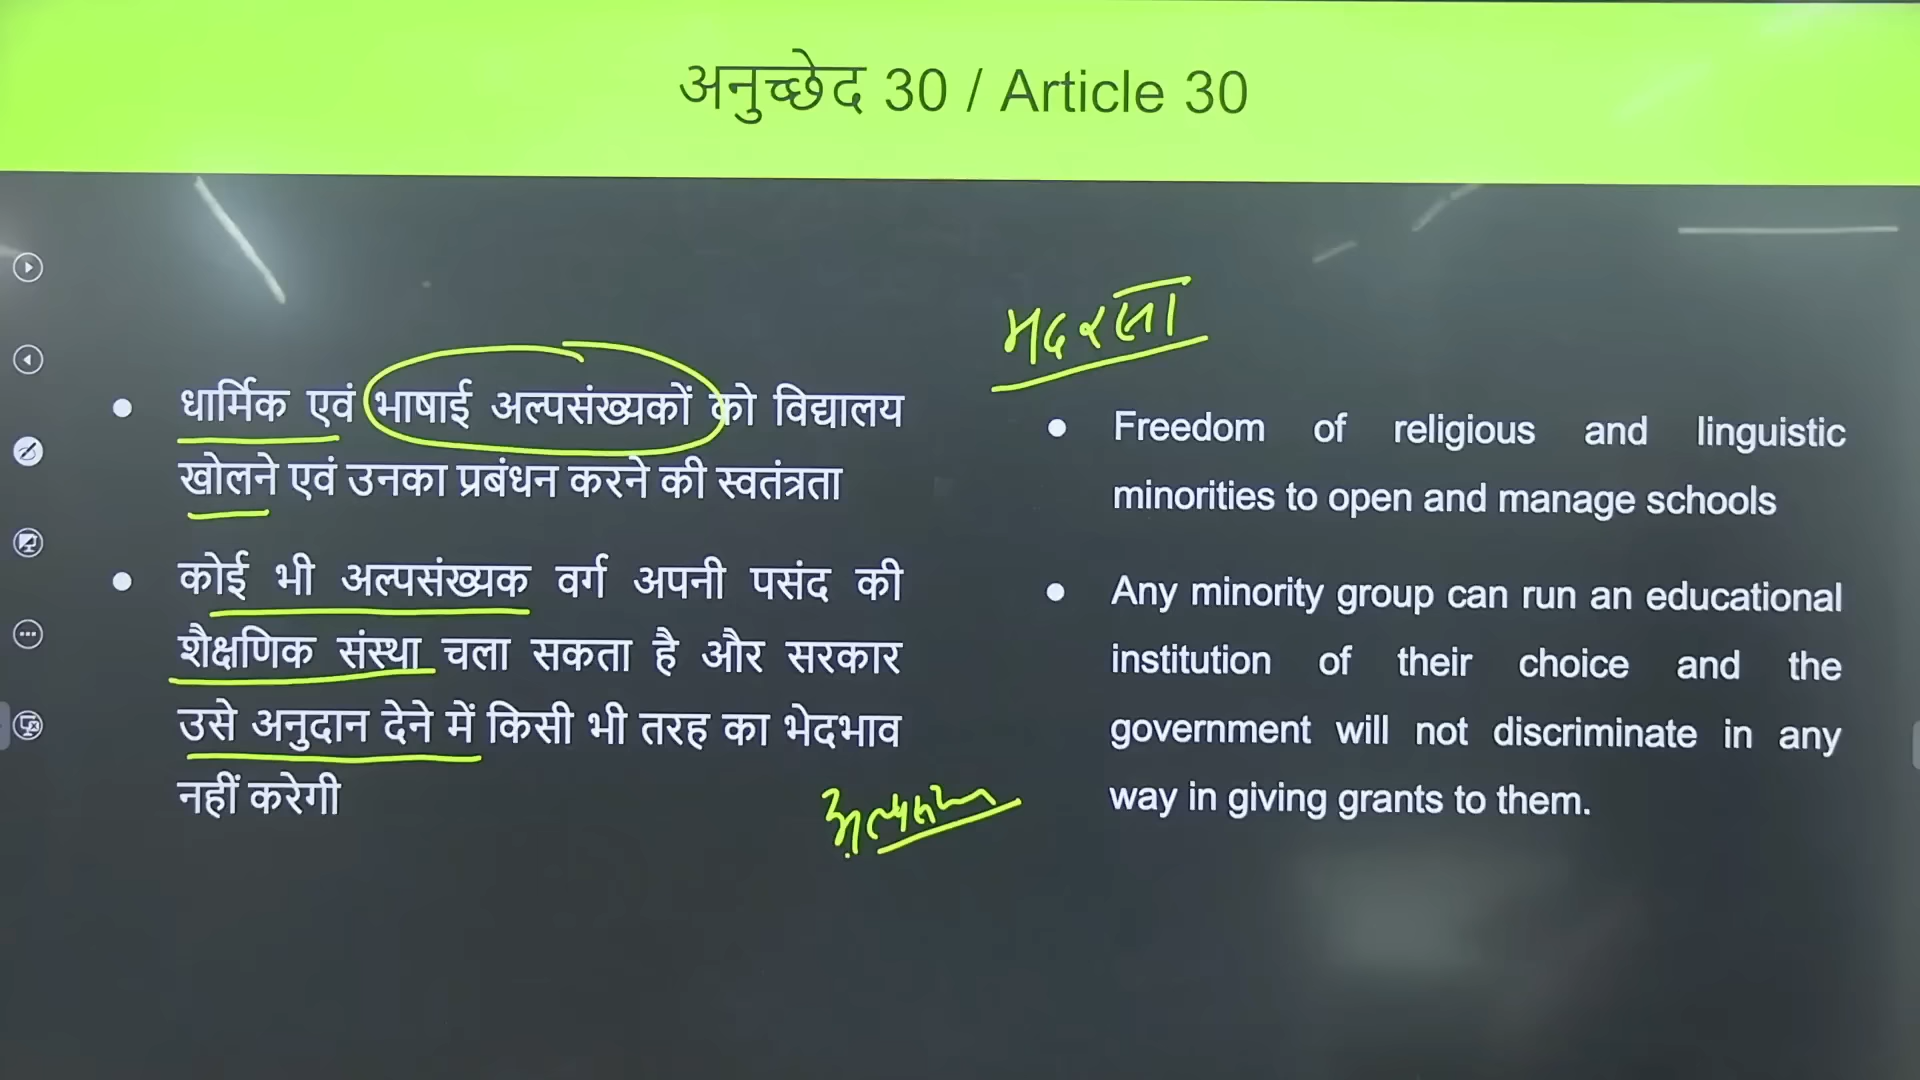 अनुच्छेद 30 / Article 30
मदरसा
धार्मिक एवं भाषाई अल्पसंख्यकों को विद्यालय
खोलने एवं उनका प्रबंधन करने की स्वतंत्रता
कोई भी अल्पसंख्यक वर्ग अपनी पसंद की
शैक्षणिक संस्था चला सकता है और सरकार
उसे अनुदान देने में किसी भी तरह का भेदभाव
नहीं करेगी
Freedom of religious and linguistic
minorities to open and manage schools
Any minority group can run an educational
institution of their choice and the
government will not discriminate in any
way in giving grants to them.